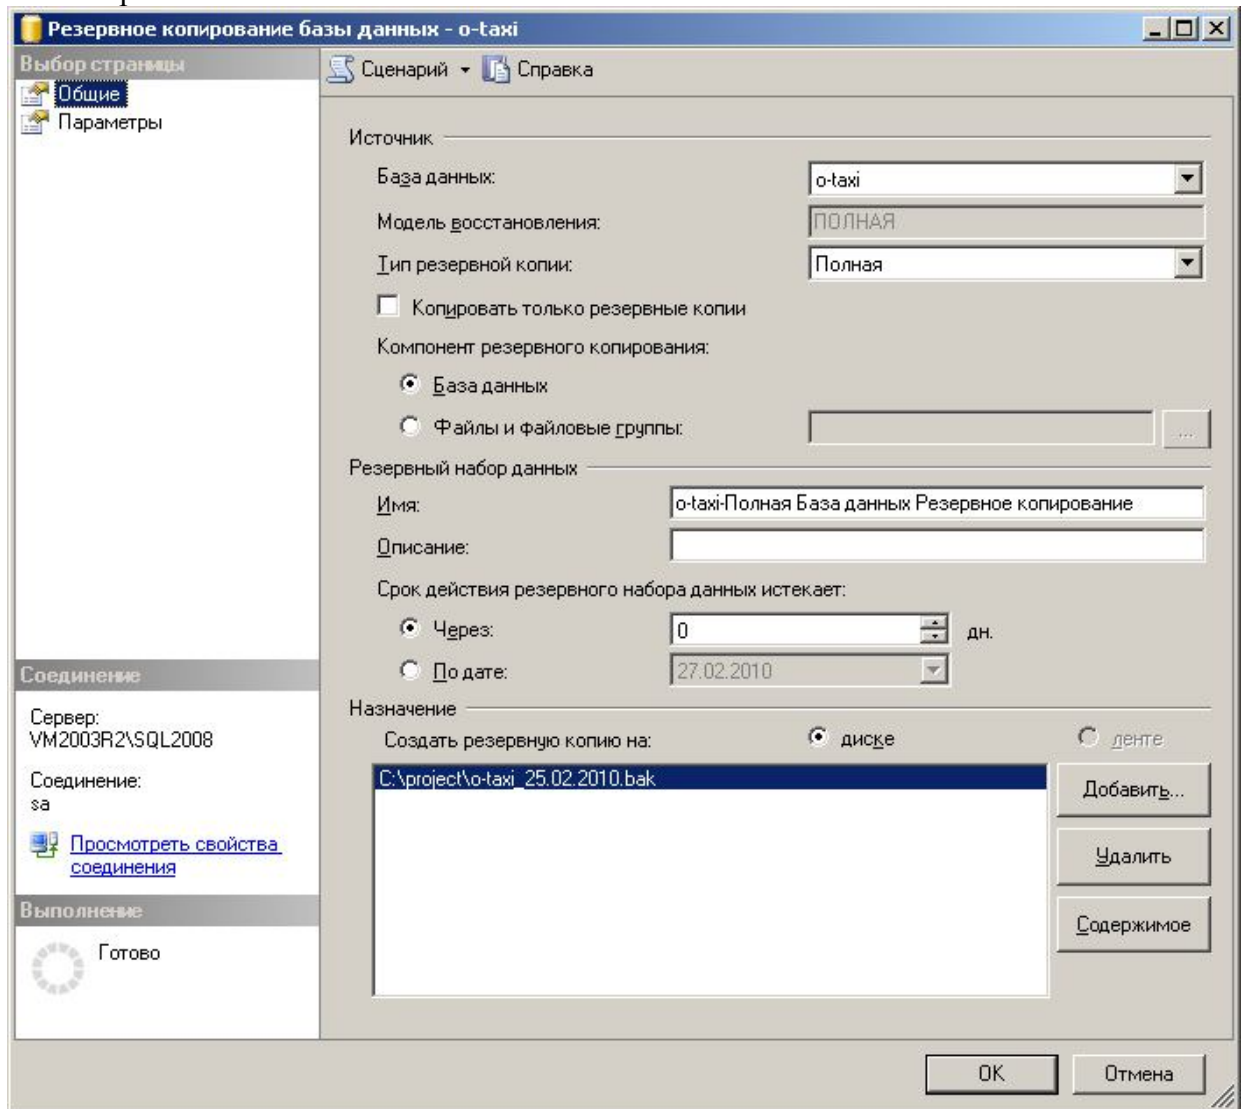 Резервное копирование базы данных - o-taxi
Выбор страницы
Общие
Параметры
Сценарий
Справка
Источник
База данных:
o-taxi
Модель восстановления:
ПОЛНАЯ
Тип резервной копии:
Полная
Копировать только резервные копии
Компонент резервного копирования:
База данных
Файлы и файловые группы:
...
Резервный набор данных
Имя:
o-taxi-Полная База данных Резервное копирование
Описание:
Срок действия резервного набора данных истекает:
Через:
0
дн.
По дате:
27.02.2010
Назначение
Создать резервную копию на:
диске
ленте
C:\project\o-taxi_25.02.2010.bak
Добавить...
Удалить
Содержимое
Соединение
Сервер:
VM2003R2\SQL2008
Соединение:
sa
Просмотреть свойства
соединения
Выполнение
Готово
OK
Отмена